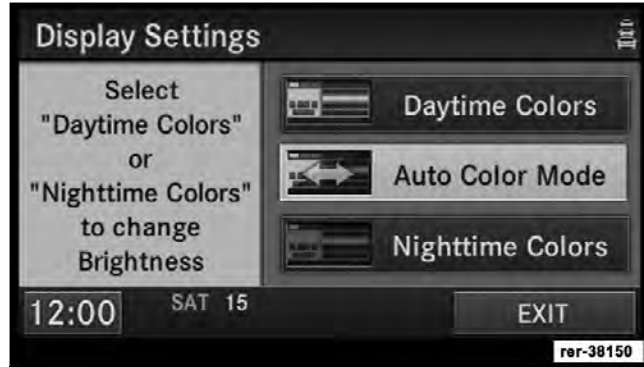 Display Settings
Select
"Daytime Colors"
or
"Nighttime Colors"
to change
Brightness
Daytime Colors
Auto Color Mode
Nighttime Colors
12:00
SAT 15
EXIT
rer-38150